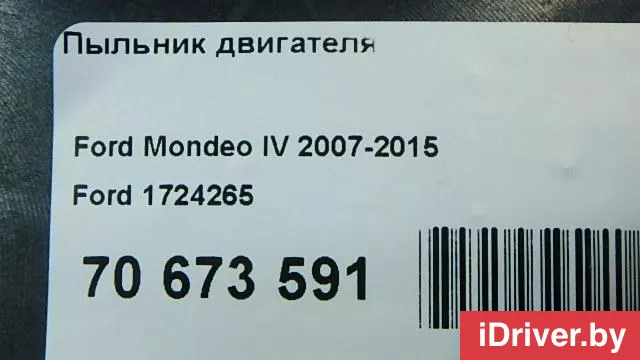 Пыльник двигателя
Ford Mondeo IV 2007-2015
Ford 1724265
70 673 591
iDriver.by